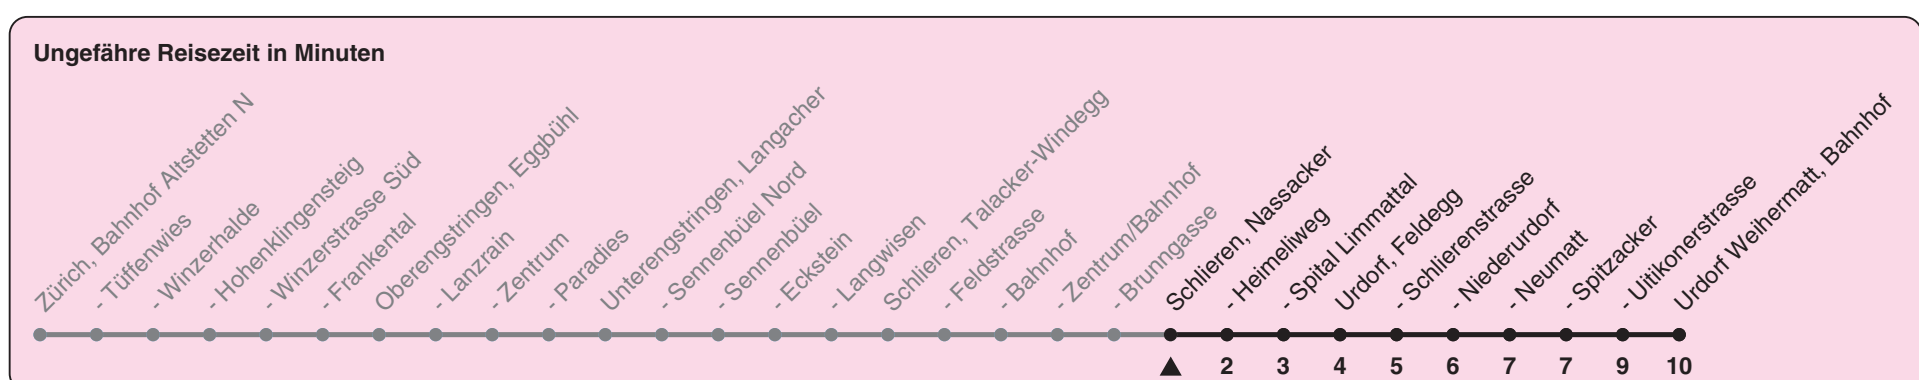 Ungefähre Reisezeit in Minuten
Zürich, Bahnhof Altstetten N
- Tüffenwies
- Winzerhalde
- Hohenklingensteig
- Winzerstrasse Süd
- Frankental
Oberengstringen, Eggbühl
- Lanzrain
- Zentrum
- Paradies
Unterengstringen, Langacher
- Sennenbüel Nord
- Sennenbüel
- Eckstein
- Langwisen
Schlieren, Talacker-Windegg
- Feldstrasse
- Bahnhof
- Zentrum/Bahnhof
- Brunngasse
Schlieren, Nassacker
- Heimeliweg
- Spital Limmattal
Urdorf, Feldegg
- Schlierenstrasse
- Niederurdorf
- Neumatt
- Spitzacker
- Uitikonerstrasse
Urdorf Weihermatt, Bahnhof
2 3 4 5 6 7 7 9 10